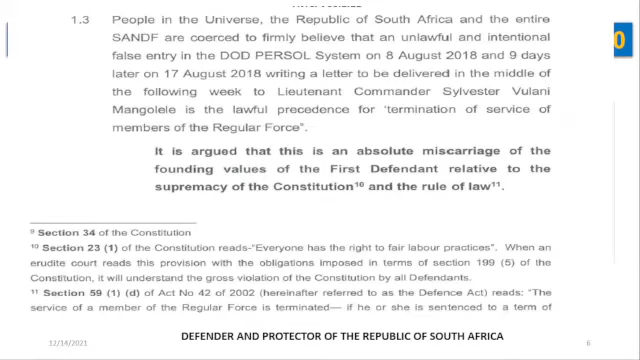 1.3 People in the Universe, the Republic of South Africa and the entire
SANDF are coerced to firmly believe that an unlawful and intentional
false entry in the DOD PERSOL System on 8 August 2018 and 9 days
later on 17 August 2018 writing a letter to be delivered in the middle of
the following week to Lieutenant Commander Sylvester Vulani
Mangolele is the lawful precedence for ‘termination of service of
members of the Regular Force”.
It is argued that this is an absolute miscarriage of the
founding values of the First Defendant relative to the
supremacy of the Constitution¹⁰ and the rule of law¹¹.
⁹ Section 34 of the Constitution
¹⁰ Section 23 (1) of the Constitution reads-“Everyone has the right to fair labour practices”. When an
erudite court reads this provision with the obligations imposed in terms of section 199 (5) of the
Constitution, it will understand the gross violation of the Constitution by all Defendants.
¹¹ Section 59 (1) (d) of Act No 42 of 2002 (hereinafter referred to as the Defence Act) reads: “The
service of a member of the Regular Force is terminated— if he or she is sentenced to a term of
12/14/2021 DEFENDER AND PROTECTOR OF THE REPUBLIC OF SOUTH AFRICA 6